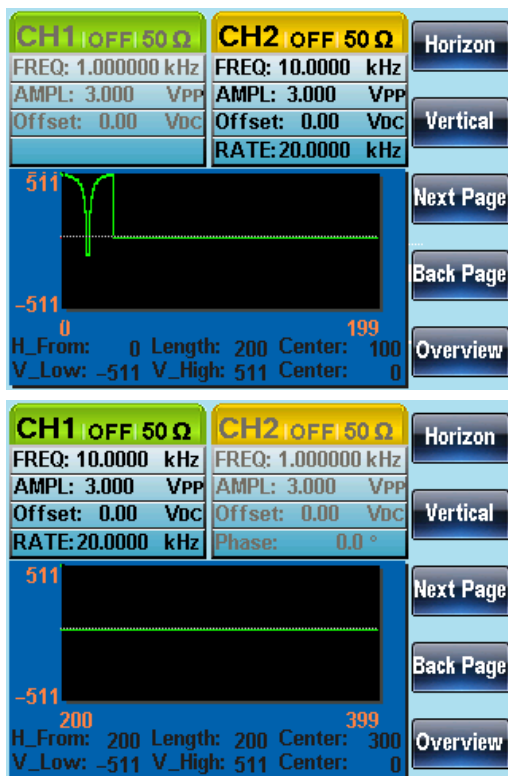 CH1 OFF 50 Ω CH2 OFF 50 Ω Horizon
FREQ: 1.000000 kHz FREQ: 10.0000 kHz
AMPL: 3.000 VPP AMPL: 3.000 VPP
Offset: 0.00 VDC Offset: 0.00 VDC Vertical
RATE: 20.0000 kHz
511
Next Page
Back Page
-511
0 199
H_From: 0 Length: 200 Center: 100
Overview
V_Low: -511 V_High: 511 Center: 0
CH1 OFF 50 Ω CH2 OFF 50 Ω Horizon
FREQ: 10.0000 kHz FREQ: 1.000000 kHz
AMPL: 3.000 VPP AMPL: 3.000 VPP
Offset: 0.00 VDC Offset: 0.00 VDC Vertical
RATE: 20.0000 kHz Phase: 0.0 °
511
Next Page
Back Page
-511
200 399
H_From: 200 Length: 200 Center: 300
Overview
V_Low: -511 V_High: 511 Center: 0